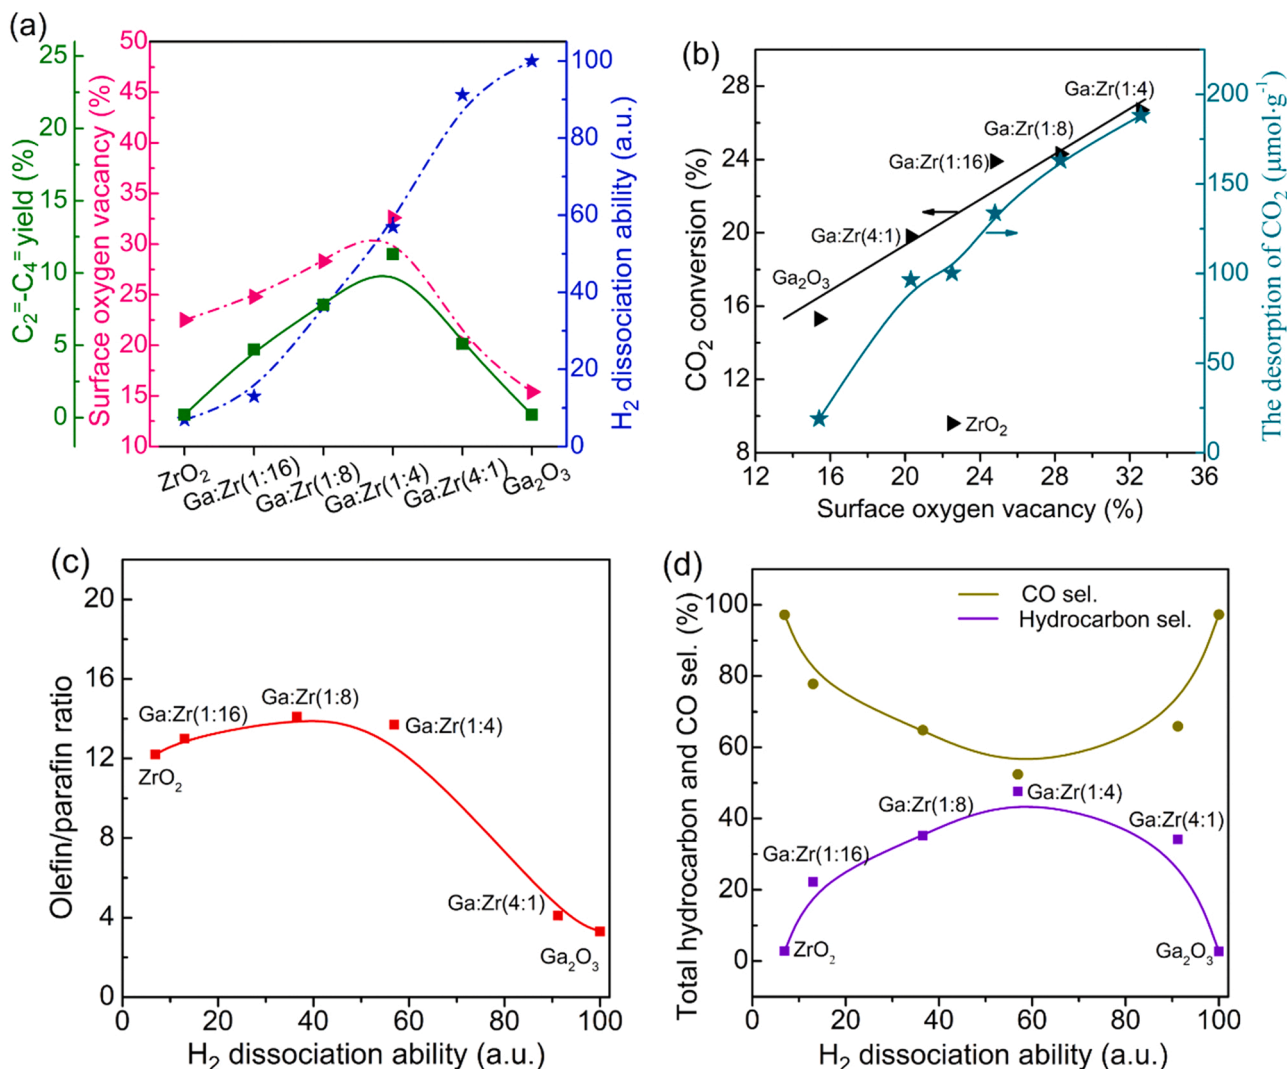 (a)
C₂⁼-C₄⁼ yield (%)
25
20
15
10
5
0
Surface oxygen vacancy (%)
50
45
40
35
30
25
20
15
10
H₂ dissociation ability (a.u.)
100
80
60
40
20
0
ZrO₂
Ga:Zr(1:16)
Ga:Zr(1:8)
Ga:Zr(1:4)
Ga:Zr(4:1)
Ga₂O₃
(b)
CO₂ conversion (%)
28
24
20
16
12
8
Ga:Zr(1:4)
Ga:Zr(1:8)
Ga:Zr(1:16)
Ga:Zr(4:1)
Ga₂O₃
ZrO₂
200
150
100
50
0
The desorption of CO₂ (μmol·g⁻¹)
12
16
20
24
28
32
36
Surface oxygen vacancy (%)
(c)
Olefin/parafin ratio
20
16
12
8
4
0
Ga:Zr(1:16)
Ga:Zr(1:8)
Ga:Zr(1:4)
ZrO₂
Ga:Zr(4:1)
Ga₂O₃
0
20
40
60
80
100
H₂ dissociation ability (a.u.)
(d)
Total hydrocarbon and CO sel. (%)
100
80
60
40
20
0
CO sel.
Hydrocarbon sel.
Ga:Zr(1:4)
Ga:Zr(1:8)
Ga:Zr(4:1)
Ga:Zr(1:16)
ZrO₂
Ga₂O₃
0
20
40
60
80
100
H₂ dissociation ability (a.u.)